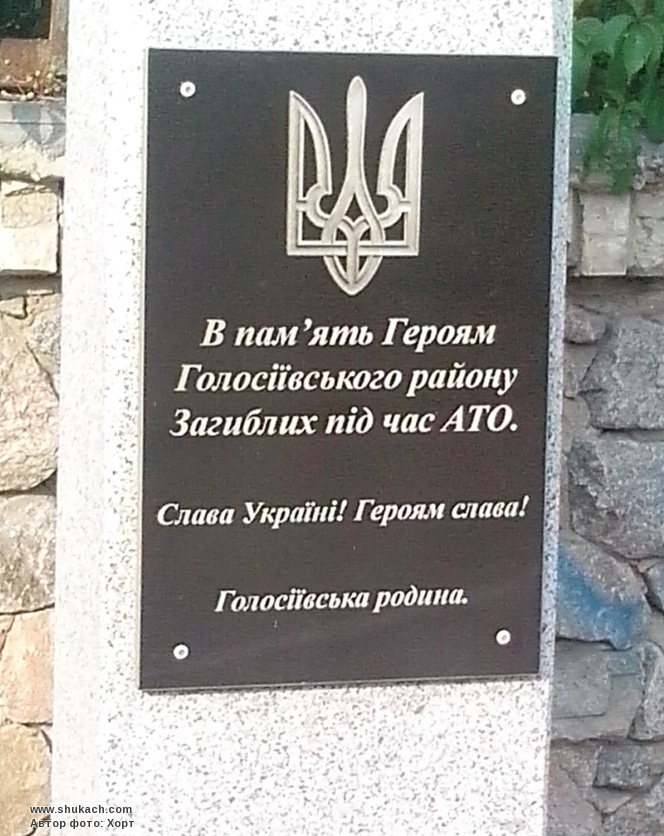 В пам’ять Героям
Голосіївського району
Загиблих під час АТО.
Слава Україні! Героям слава!
Голосіївська родина.
www.shukach.com
Автор фото: Хорт